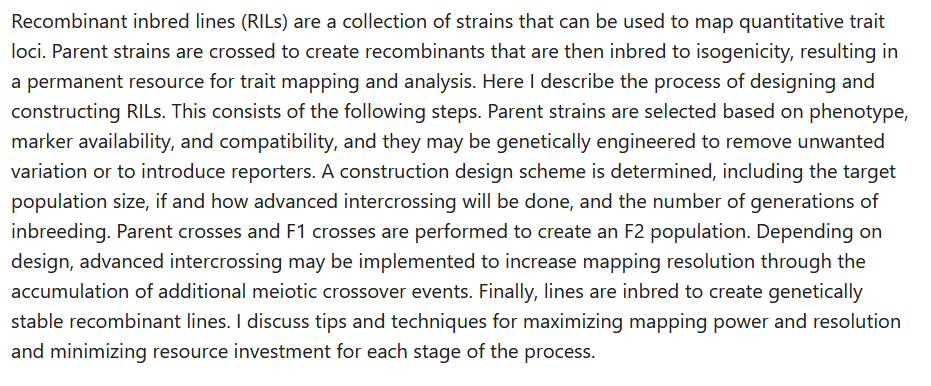 Recombinant inbred lines (RILs) are a collection of strains that can be used to map quantitative trait
loci. Parent strains are crossed to create recombinants that are then inbred to isogenicity, resulting in
a permanent resource for trait mapping and analysis. Here I describe the process of designing and
constructing RILs. This consists of the following steps. Parent strains are selected based on phenotype,
marker availability, and compatibility, and they may be genetically engineered to remove unwanted
variation or to introduce reporters. A construction design scheme is determined, including the target
population size, if and how advanced intercrossing will be done, and the number of generations of
inbreeding. Parent crosses and F1 crosses are performed to create an F2 population. Depending on
design, advanced intercrossing may be implemented to increase mapping resolution through the
accumulation of additional meiotic crossover events. Finally, lines are inbred to create genetically
stable recombinant lines. I discuss tips and techniques for maximizing mapping power and resolution
and minimizing resource investment for each stage of the process.